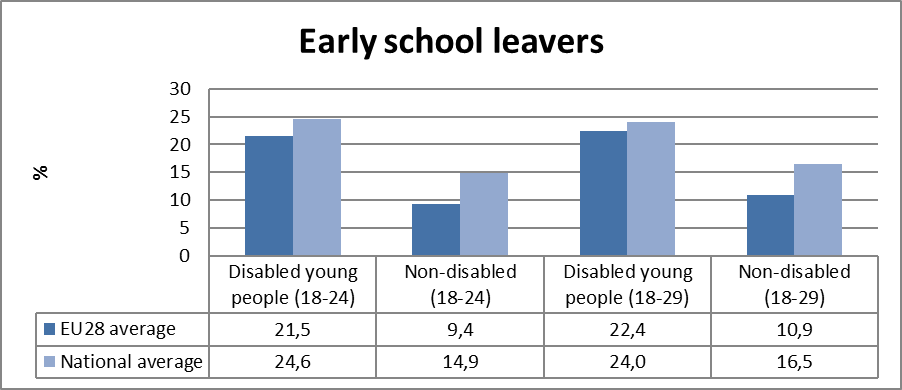 Early school leavers
%
30
25
20
15
10
5
0
Disabled young people (18-24) Non-disabled (18-24) Disabled young people (18-29) Non-disabled (18-29)
EU28 average 21,5 9,4 22,4 10,9
National average 24,6 14,9 24,0 16,5